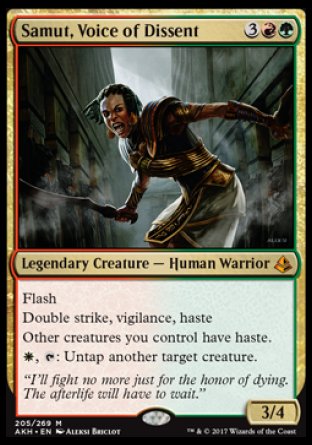 Samut, Voice of Dissent 3
Legendary Creature — Human Warrior
Flash
Double strike, vigilance, haste
Other creatures you control have haste.
, : Untap another target creature.
“I’ll fight no more just for the honor of dying.
The afterlife will have to wait.”
3/4
205/269 M
AKH • EN Aleksi Briclot
™ & © 2017 Wizards of the Coast